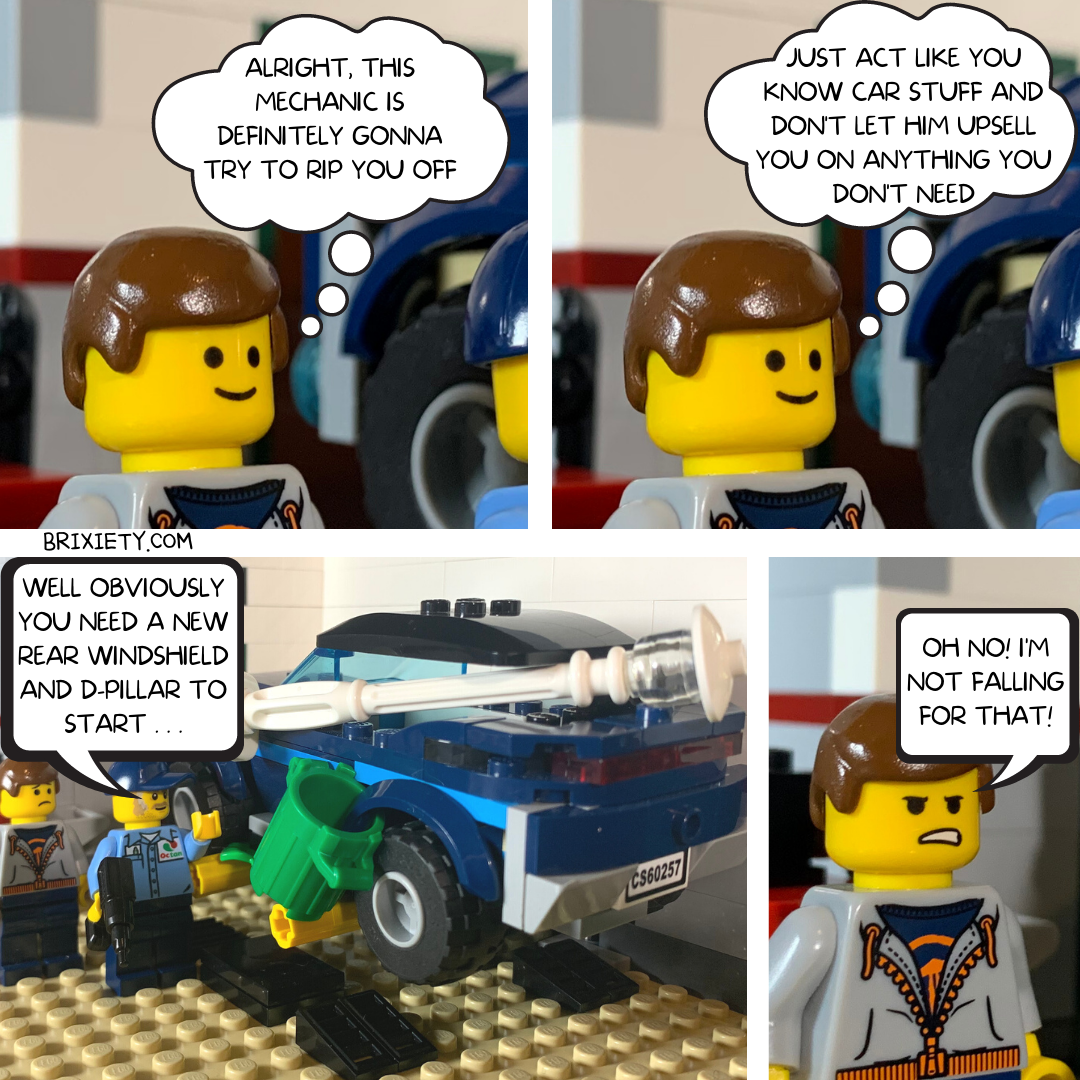 ALRIGHT, THIS
MECHANIC IS
DEFINITELY GONNA
TRY TO RIP YOU OFF
JUST ACT LIKE YOU
KNOW CAR STUFF AND
DON'T LET HIM UPSELL
YOU ON ANYTHING YOU
DON'T NEED
BRIXIETY.COM
WELL OBVIOUSLY
YOU NEED A NEW
REAR WINDSHIELD
AND D-PILLAR TO
START . . .
Octan
CS60257
OH NO! I'M
NOT FALLING
FOR THAT!